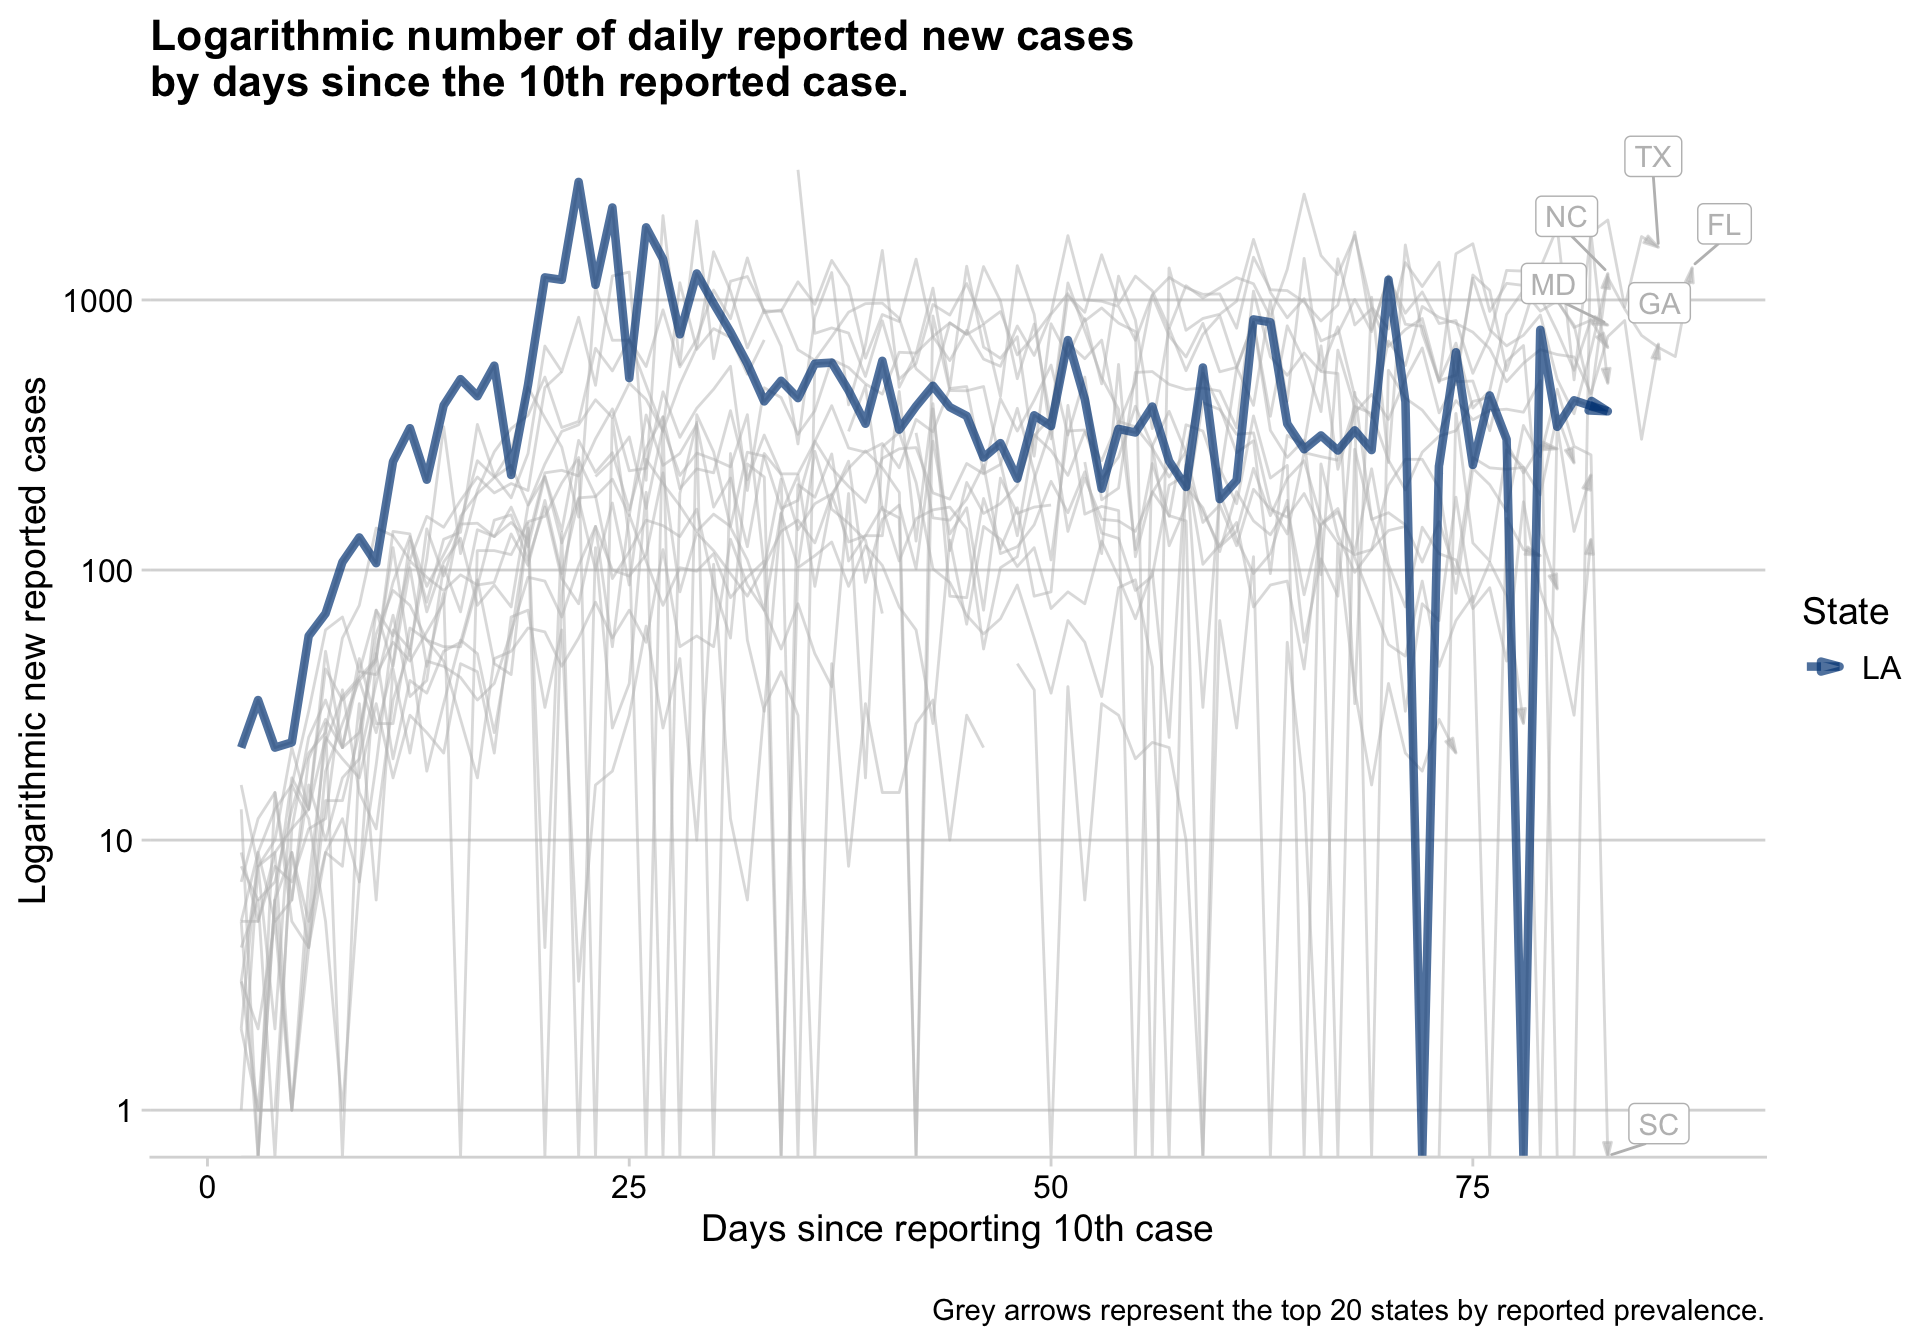 Logarithmic number of daily reported new cases
by days since the 10th reported case.
TX
NC
FL
MD
GA
1000
100
10
1
Logarithmic new reported cases
State
LA
SC
0
25
50
75
Days since reporting 10th case
Grey arrows represent the top 20 states by reported prevalence.